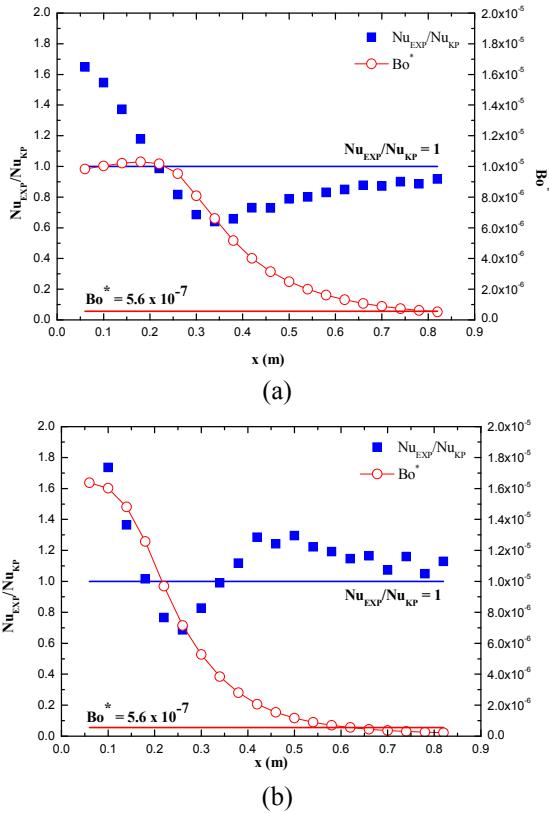 2.0
1.8
1.6
1.4
1.2
1.0
0.8
0.6
0.4
0.2
0.0
Nu_EXP/Nu_KP
Nu_EXP/Nu_KP
Bo*
Nu_EXP/Nu_KP = 1
Bo* = 5.6 x 10^-7
2.0x10^-5
1.8x10^-5
1.6x10^-5
1.4x10^-5
1.2x10^-5
1.0x10^-5
8.0x10^-6
6.0x10^-6
4.0x10^-6
2.0x10^-6
0.0
Bo*
0.0 0.1 0.2 0.3 0.4 0.5 0.6 0.7 0.8 0.9
x (m)
(a)
2.0
1.8
1.6
1.4
1.2
1.0
0.8
0.6
0.4
0.2
0.0
Nu_EXP/Nu_KP
Nu_EXP/Nu_KP
Bo*
Nu_EXP/Nu_KP = 1
Bo* = 5.6 x 10^-7
2.0x10^-5
1.8x10^-5
1.6x10^-5
1.4x10^-5
1.2x10^-5
1.0x10^-5
8.0x10^-6
6.0x10^-6
4.0x10^-6
2.0x10^-6
0.0
0.0 0.1 0.2 0.3 0.4 0.5 0.6 0.7 0.8 0.9
x (m)
(b)